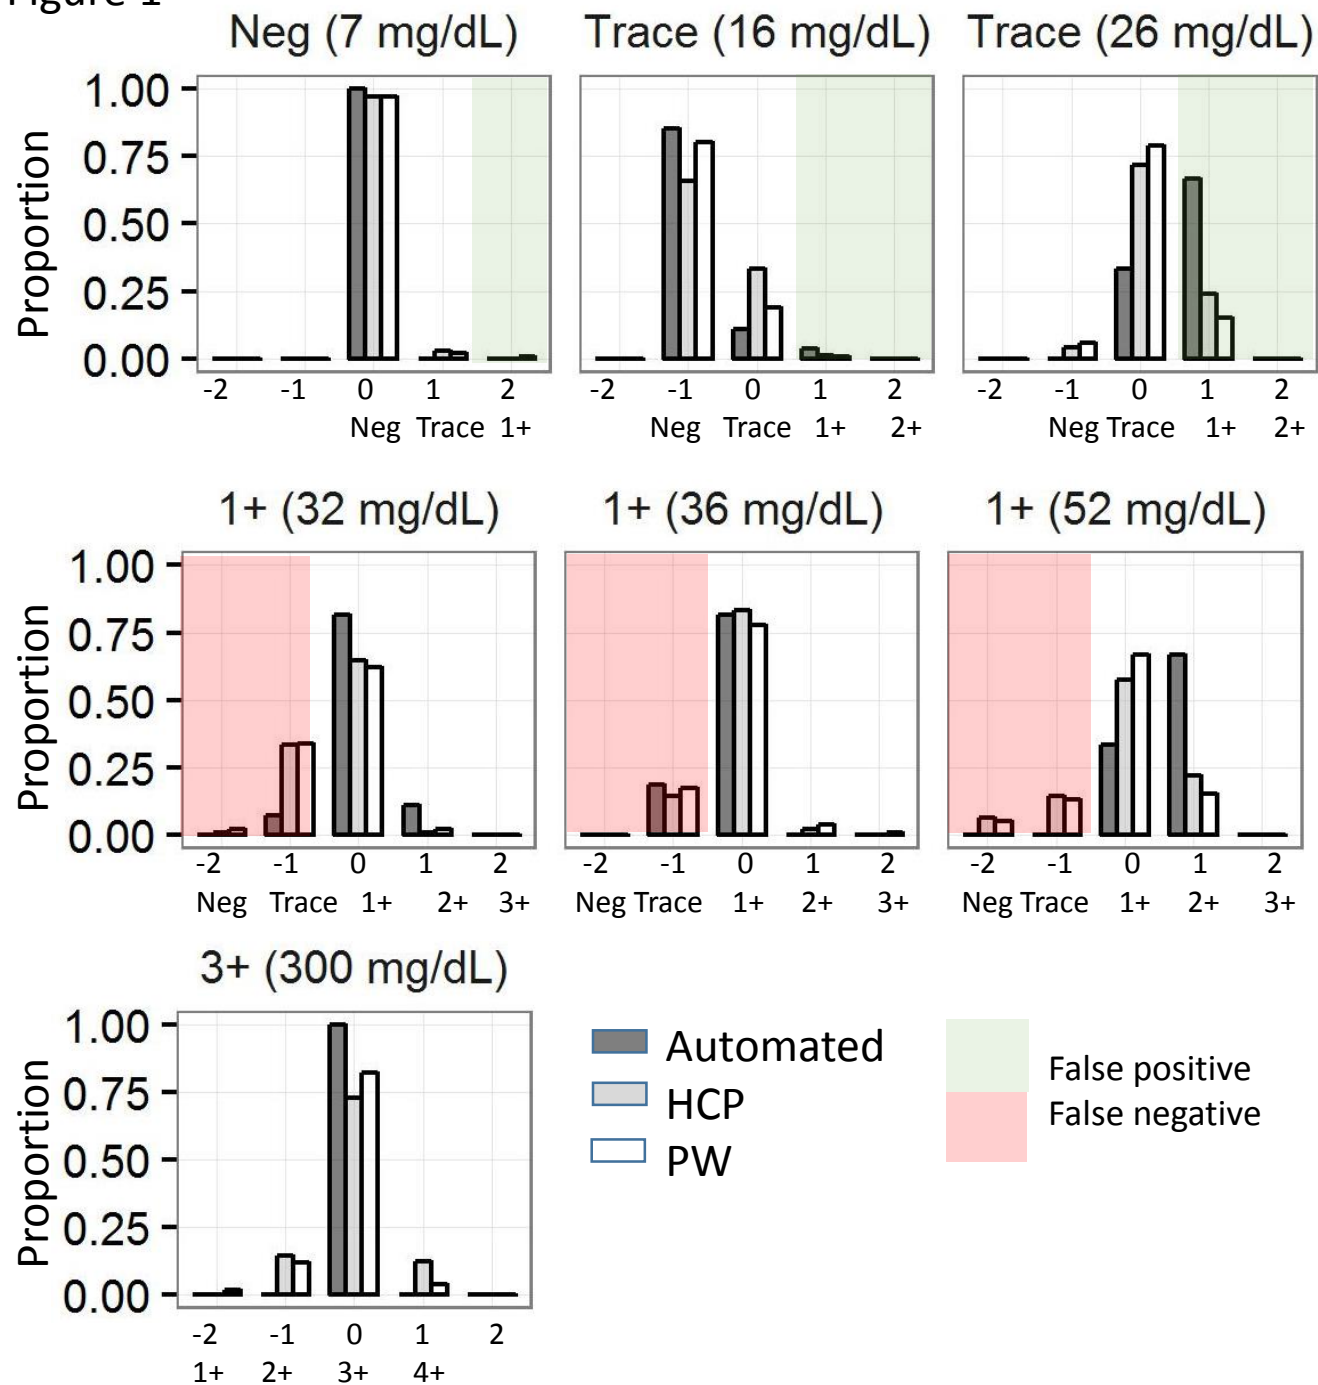 Figure 1
Neg (7 mg/dL) Trace (16 mg/dL) Trace (26 mg/dL)
Proportion
1.00
0.75
0.50
0.25
0.00
-2 -1 0 1 2 -2 -1 0 1 2 -2 -1 0 1 2
Neg Trace 1+ Neg Trace 1+ 2+ Neg Trace 1+ 2+
1+ (32 mg/dL) 1+ (36 mg/dL) 1+ (52 mg/dL)
Proportion
1.00
0.75
0.50
0.25
0.00
-2 -1 0 1 2 -2 -1 0 1 2 -2 -1 0 1 2
Neg Trace 1+ 2+ 3+ Neg Trace 1+ 2+ 3+ Neg Trace 1+ 2+ 3+
3+ (300 mg/dL)
Proportion
1.00
0.75
0.50
0.25
0.00
-2 -1 0 1 2
1+ 2+ 3+ 4+
Automated
HCP
PW
False positive
False negative